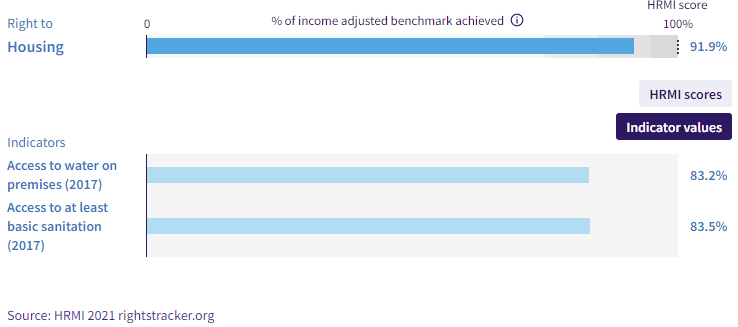 HRMI score
Right to
0
% of income adjusted benchmark achieved
100%
Housing
91.9%
HRMI scores
Indicator values
Indicators
Access to water on
premises (2017)
83.2%
Access to at least
basic sanitation
(2017)
83.5%
Source: HRMI 2021 rightstracker.org